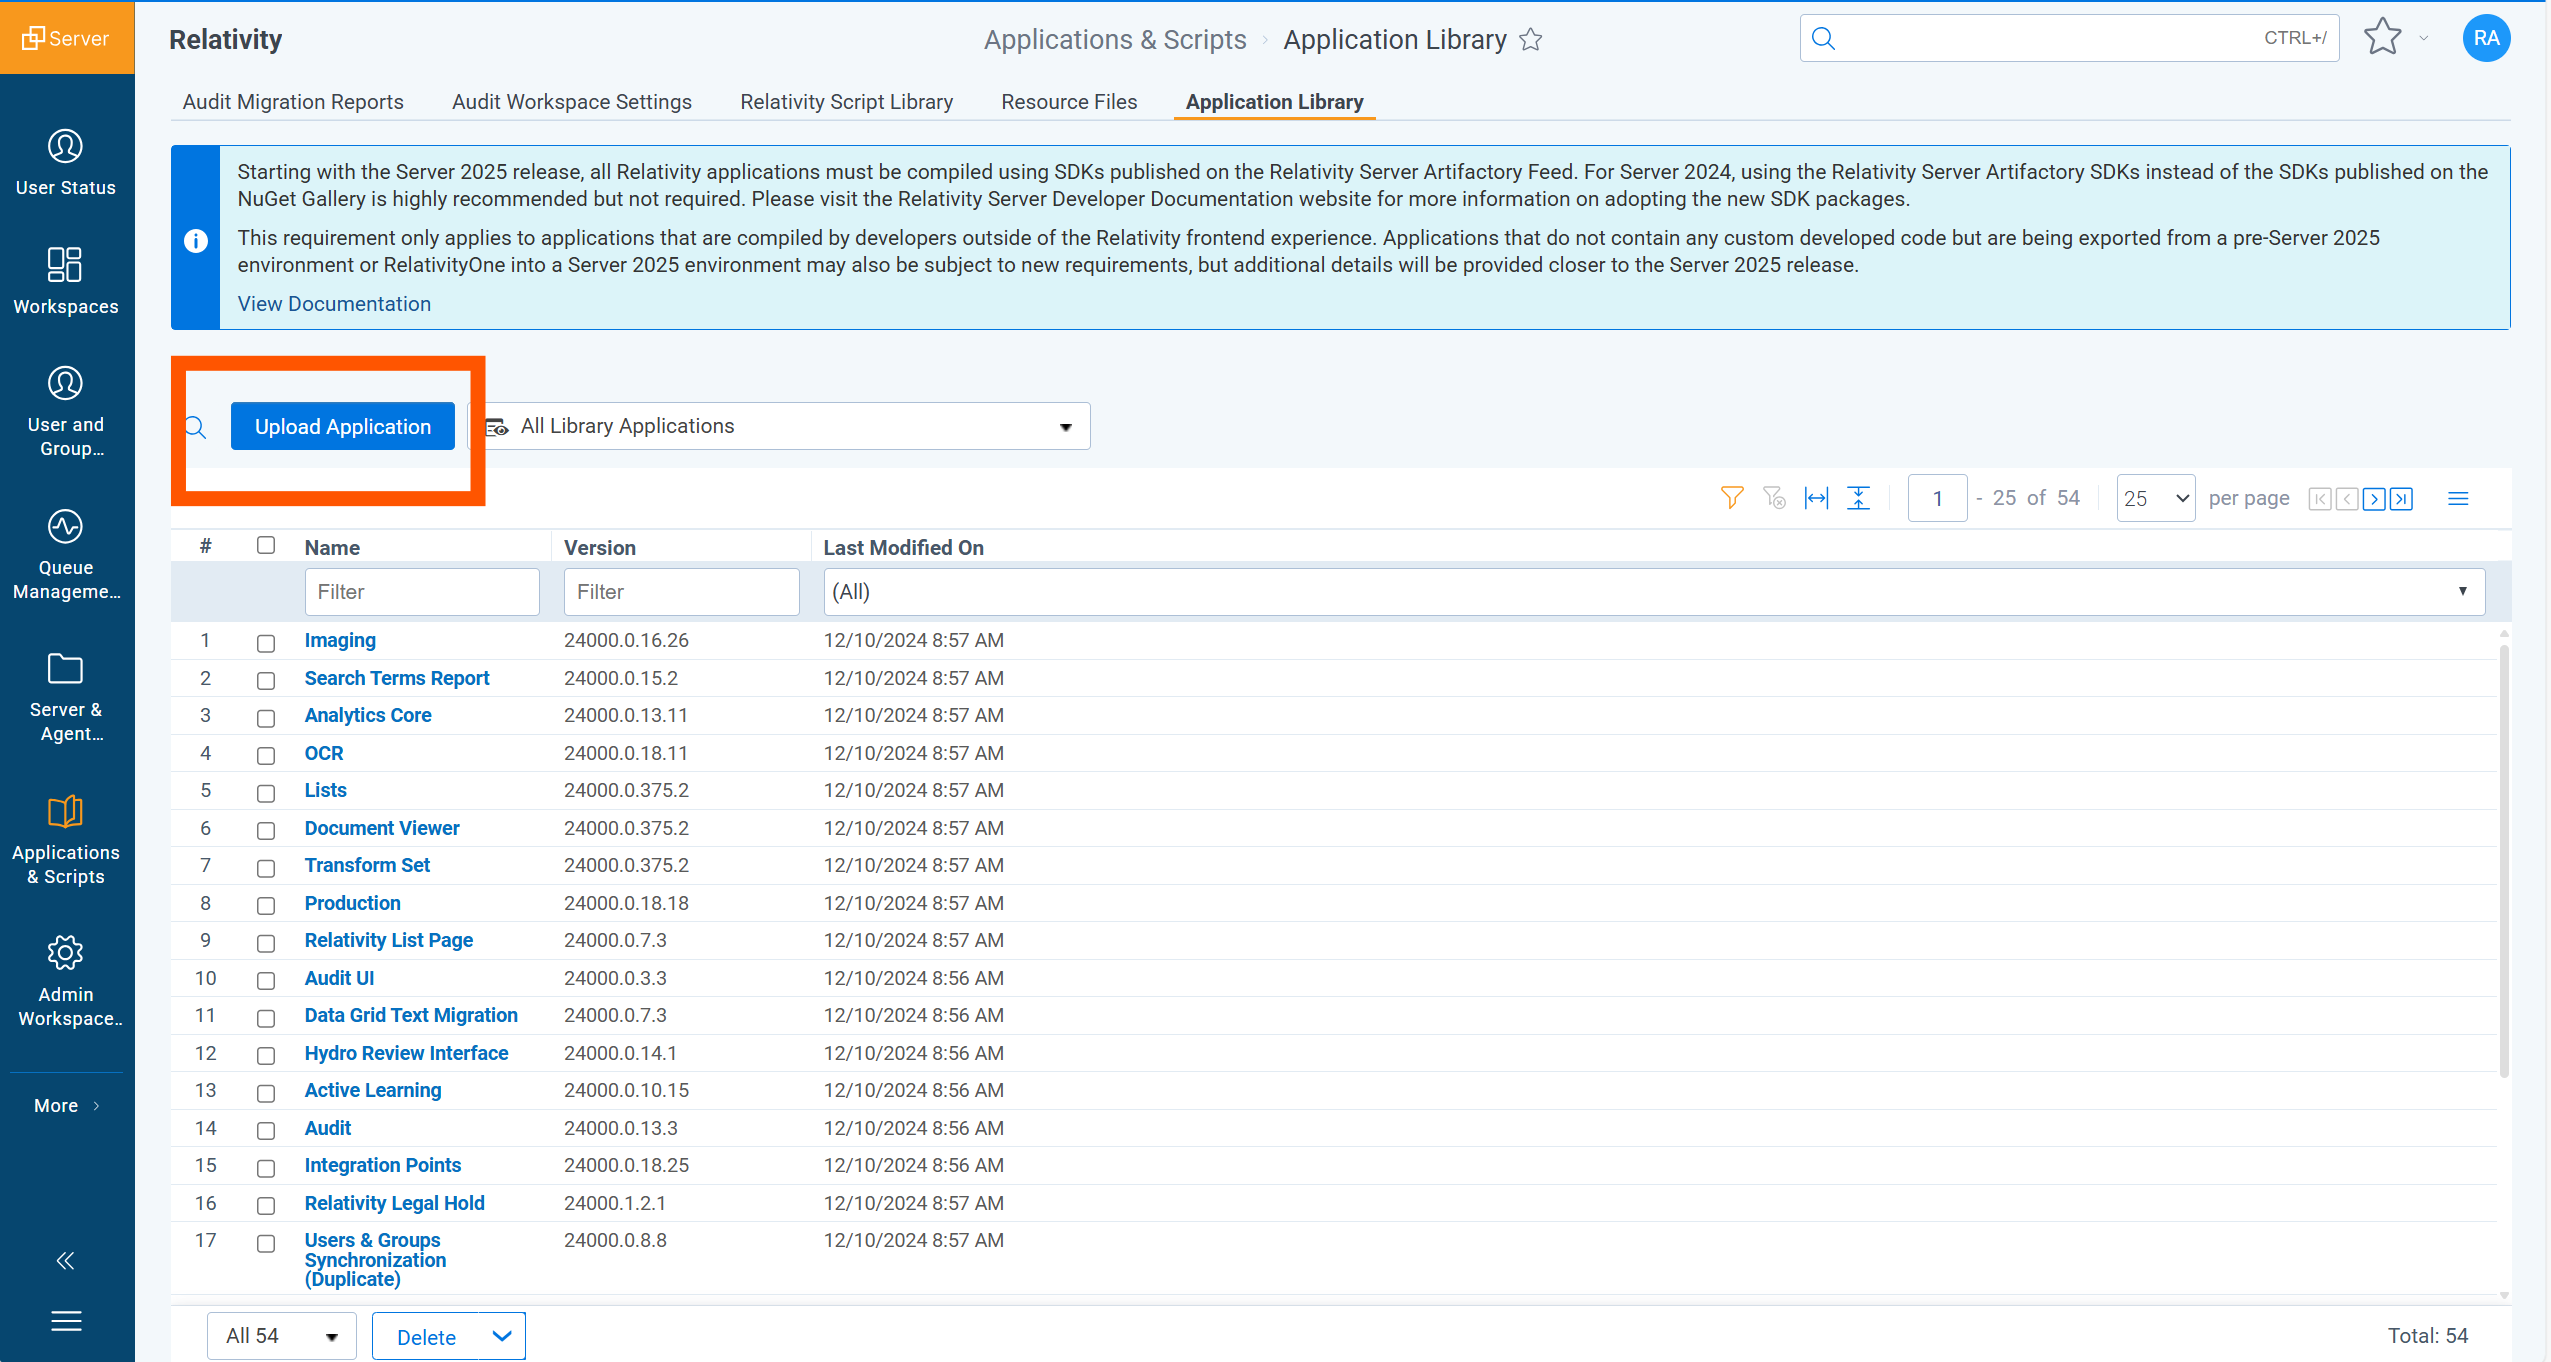 Server
Relativity
Applications & Scripts
Application Library
CTRL+/
RA
Audit Migration Reports
Audit Workspace Settings
Relativity Script Library
Resource Files
Application Library
User Status
Workspaces
User and
Group...
Queue
Manageme...
Server &
Agent...
Applications
& Scripts
Admin
Workspace..
More
Starting with the Server 2025 release, all Relativity applications must be compiled using SDKs published on the Relativity Server Artifactory Feed. For Server 2024, using the Relativity Server Artifactory SDKs instead of the SDKs published on the
NuGet Gallery is highly recommended but not required. Please visit the Relativity Server Developer Documentation website for more information on adopting the new SDK packages.
This requirement only applies to applications that are compiled by developers outside of the Relativity frontend experience. Applications that do not contain any custom developed code but are being exported from a pre-Server 2025
environment or RelativityOne into a Server 2025 environment may also be subject to new requirements, but additional details will be provided closer to the Server 2025 release.
View Documentation
Upload Application
All Library Applications
1 - 25 of 54
25 per page
# Name Version Last Modified On
Filter Filter (All)
1 Imaging 24000.0.16.26 12/10/2024 8:57 AM
2 Search Terms Report 24000.0.15.2 12/10/2024 8:57 AM
3 Analytics Core 24000.0.13.11 12/10/2024 8:57 AM
4 OCR 24000.0.18.11 12/10/2024 8:57 AM
5 Lists 24000.0.375.2 12/10/2024 8:57 AM
6 Document Viewer 24000.0.375.2 12/10/2024 8:57 AM
7 Transform Set 24000.0.375.2 12/10/2024 8:57 AM
8 Production 24000.0.18.18 12/10/2024 8:57 AM
9 Relativity List Page 24000.0.7.3 12/10/2024 8:57 AM
10 Audit UI 24000.0.3.3 12/10/2024 8:56 AM
11 Data Grid Text Migration 24000.0.7.3 12/10/2024 8:56 AM
12 Hydro Review Interface 24000.0.14.1 12/10/2024 8:56 AM
13 Active Learning 24000.0.10.15 12/10/2024 8:56 AM
14 Audit 24000.0.13.3 12/10/2024 8:56 AM
15 Integration Points 24000.0.18.25 12/10/2024 8:56 AM
16 Relativity Legal Hold 24000.1.2.1 12/10/2024 8:57 AM
17 Users & Groups 24000.0.8.8 12/10/2024 8:57 AM
Synchronization
(Duplicate)
All 54
Delete
Total: 54